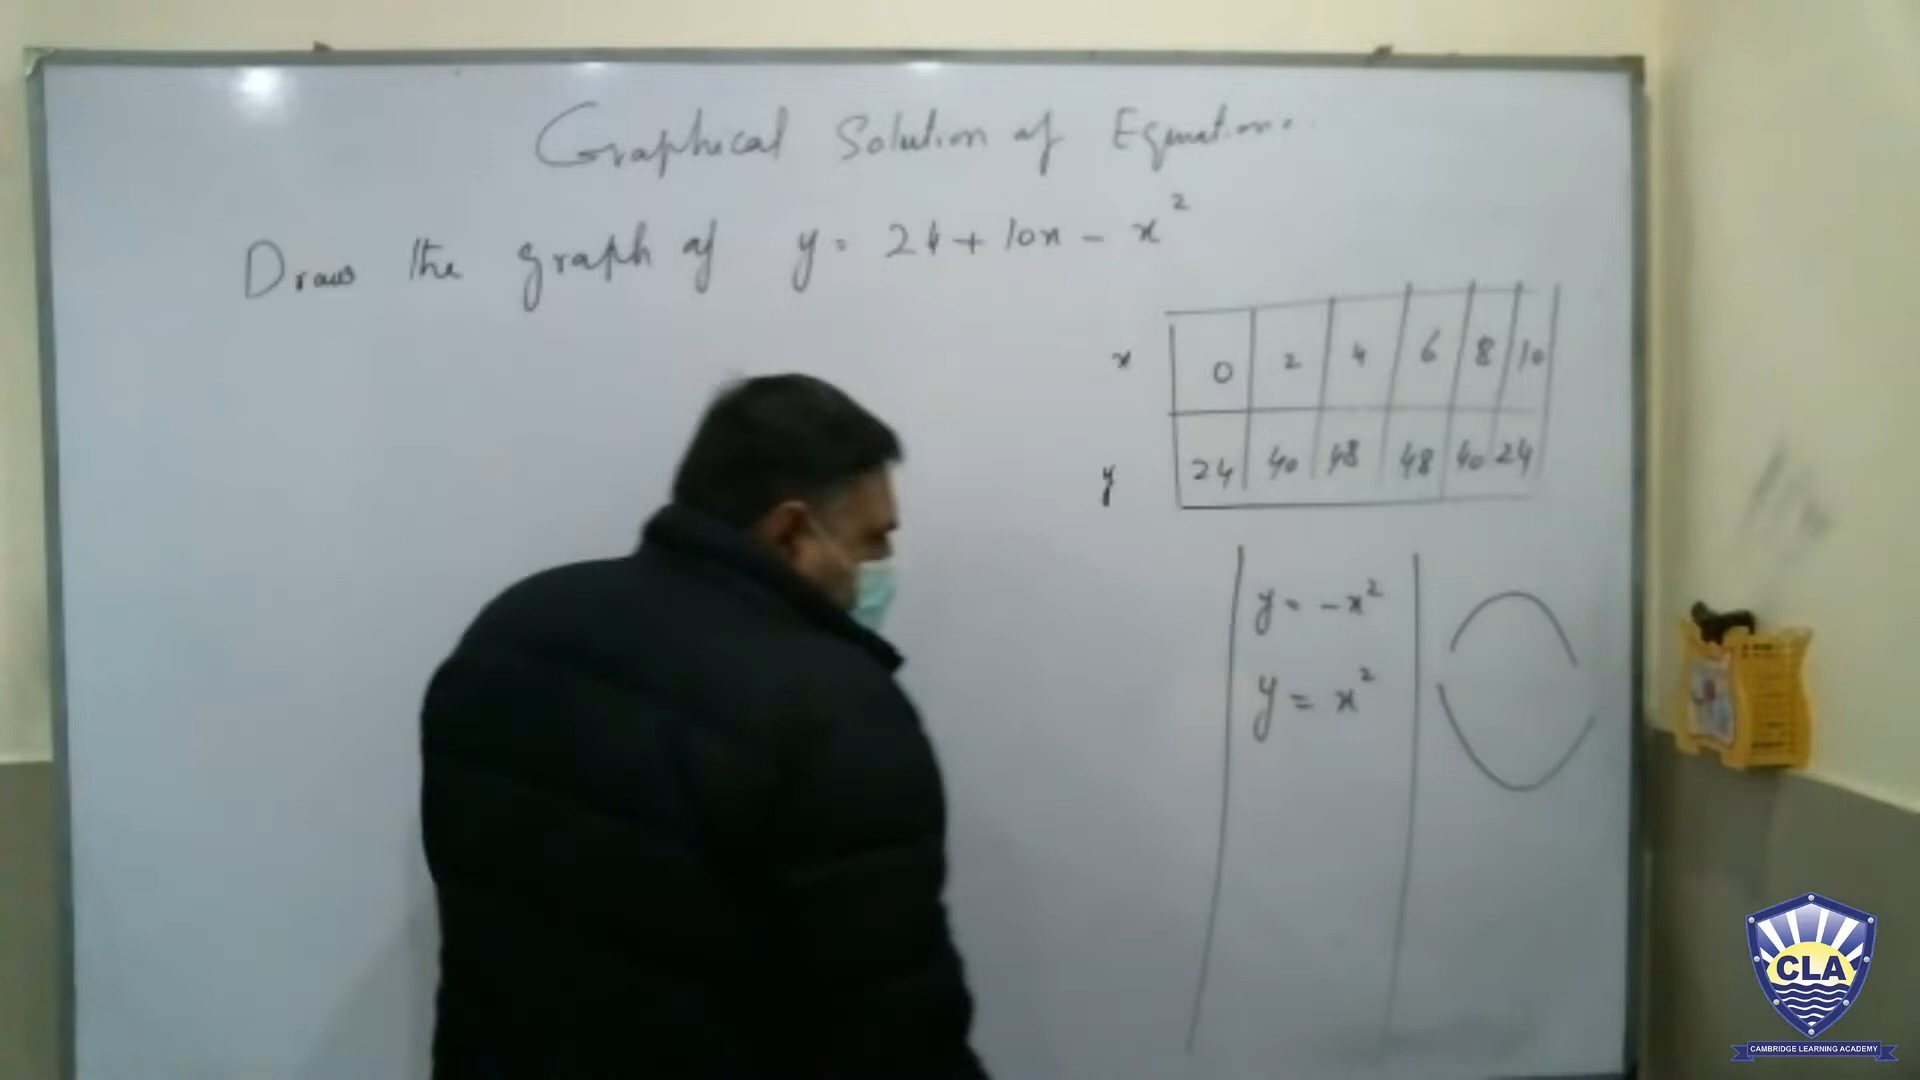 Graphical Solution of Equation.
Draw the graph of y = 24 + 10x - x²
x 0 2 4 6 8 10
y 24 40 48 48 40 24
y = -x²
y = x²
CLA
CAMBRIDGE LEARNING ACADEMY